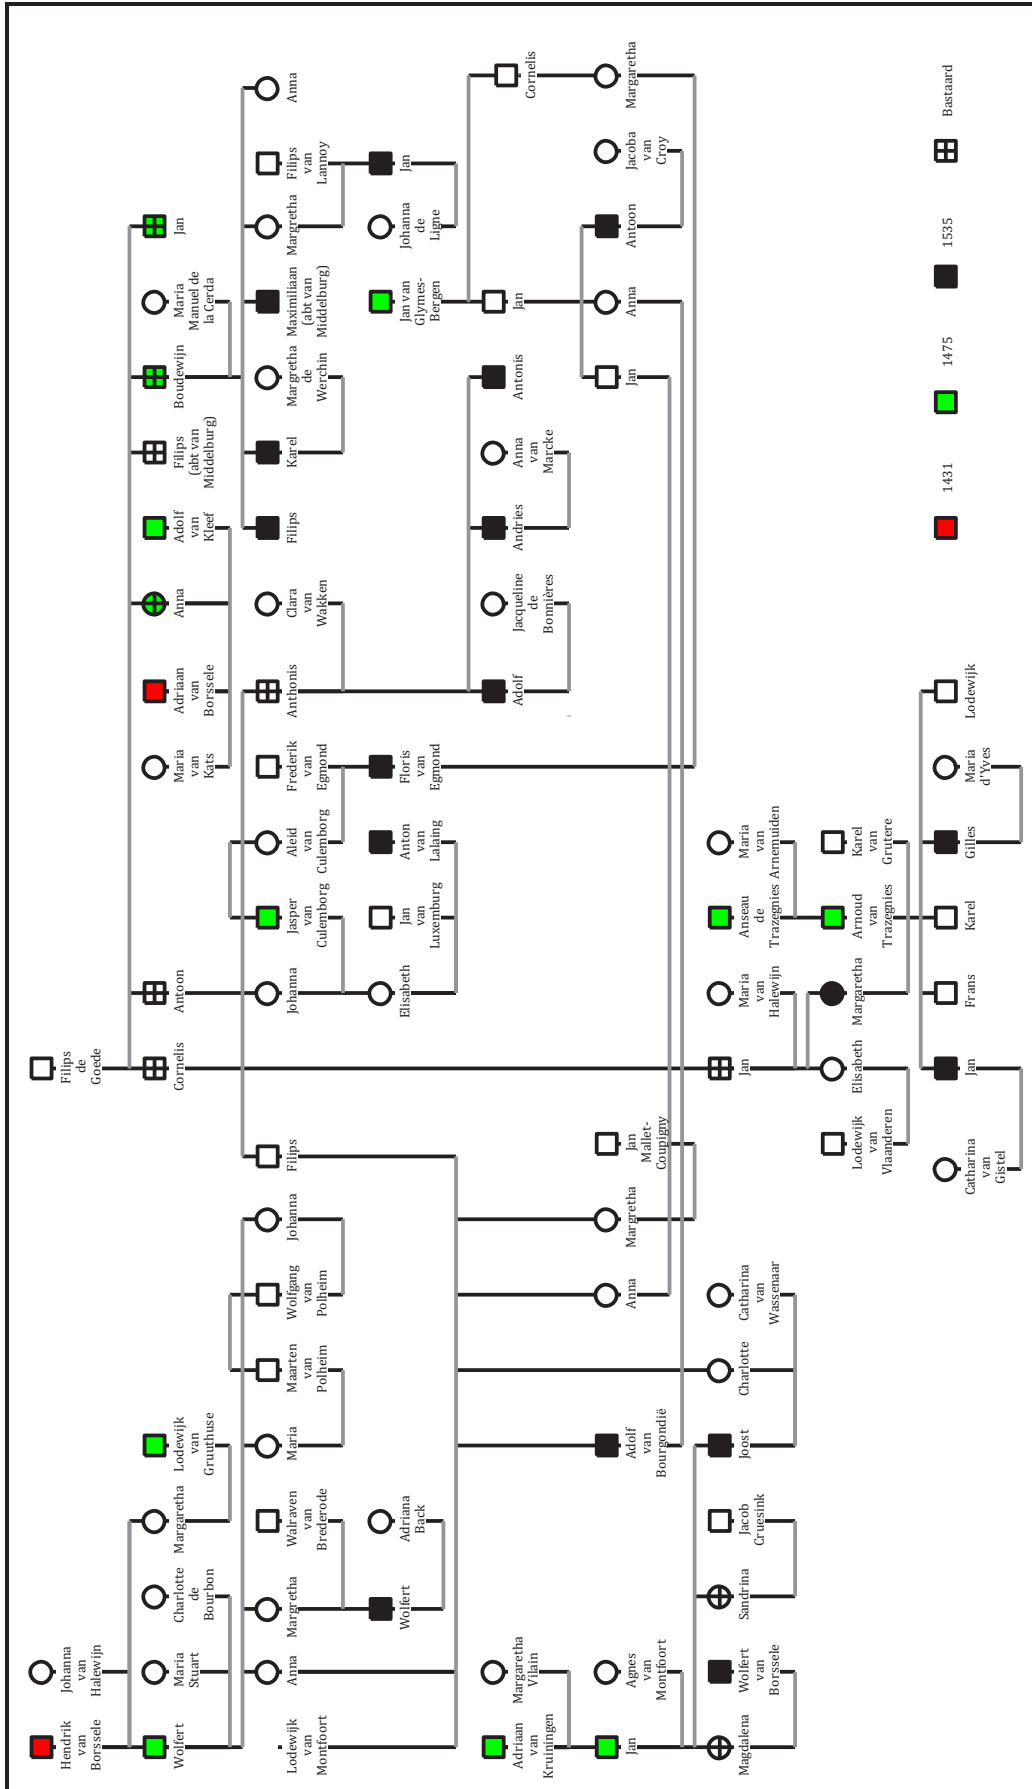 Filips
de
Goede
Hendrik
van
Borssele
Johanna
van
Halewijn
Wolfert
Maria
Stuart
Charlotte
de
Bourbon
Margaretha
Lodewijk
van
Gruuthuse
Cornelis
Antoon
Maria
van
Kats
Adriaan
van
Borssele
Anna
Adolf
van
Kleef
Filips
(abt van
Middelburg)
Boudewijn
Maria
Manuel de
la Cerda
Jan
Lodewijk
van
Montfoort
Anna
Margretha
Walraven
van
Brederode
Maria
Maarten
van
Polheim
Wolfgang
van
Polheim
Johanna
Filips
Johanna
Jasper
van
Culemborg
Aleid
van
Culemborg
Frederik
van
Egmond
Anthonis
Clara
van
Wakken
Filips
Karel
Margretha
de
Werchin
Maximiliaan
(abt van
Middelburg)
Margretha
Filips
van
Lannoy
Anna
Wolfert
Adriana
Back
Elisabeth
Jan
van
Luxemburg
Anton
van
Lalaing
Floris
van
Egmond
Jan van
Glymes-
Bergen
Johanna
de
Ligne
Jan
Adriaan
van
Kruiningen
Margaretha
Vilain
Adolf
Jacqueline
de
Bonnières
Andries
Anna
van
Marcke
Antonis
Jan
Cornelis
Jan
Agnes
van
Montfoort
Adolf
van
Bourgondië
Anna
Margretha
Jan
Mallet-
Coupigny
Jan
Anna
Antoon
Jacoba
van
Croy
Margaretha
Magdalena
Wolfert
van
Borssele
Sandrina
Jacob
Cruesink
Joost
Charlotte
Catharina
van
Wassenaar
Jan
Maria
van
Halewijn
Anseau
de
Trazegnies
Maria
van
Arnemuiden
Lodewijk
van
Vlaanderen
Elisabeth
Margaretha
Arnoud
van
Trazegnies
Karel
van
Grutere
Catharina
van
Gistel
Jan
Frans
Karel
Gilles
Maria
d'Yves
Lodewijk
1431
1475
1535
Bastaard